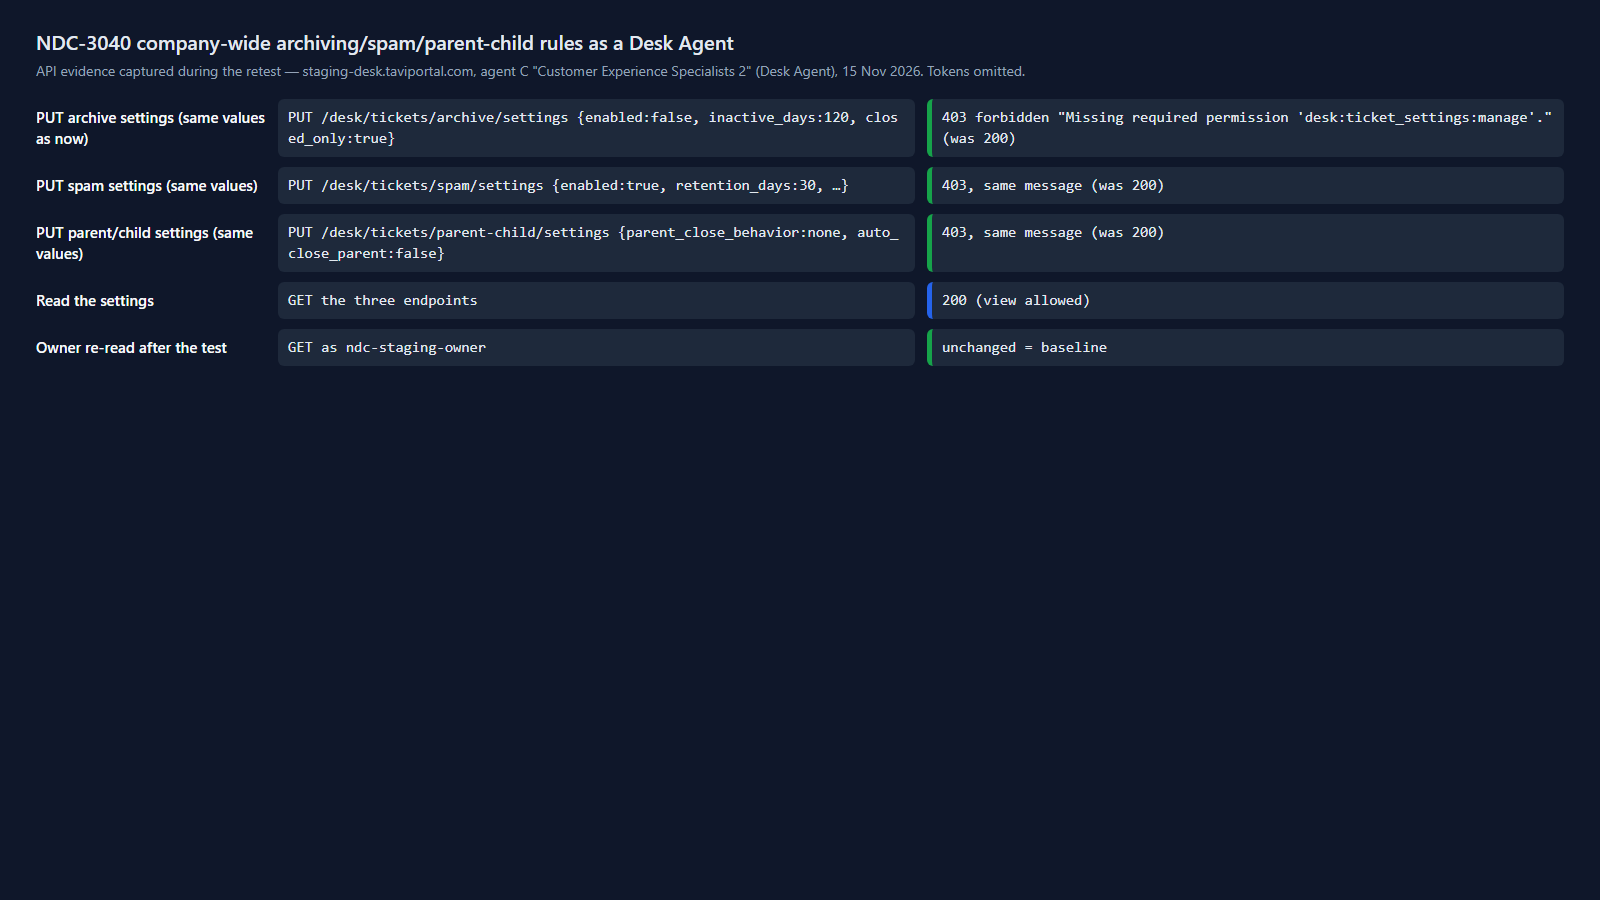 NDC-3040 company-wide archiving/spam/parent-child rules as a Desk Agent
API evidence captured during the retest — staging-desk.taviportal.com, agent C "Customer Experience Specialists 2" (Desk Agent), 15 Nov 2026. Tokens omitted.
PUT archive settings (same values
as now)
PUT /desk/tickets/archive/settings {enabled:false, inactive_days:120, clos
ed_only:true}
403 forbidden "Missing required permission 'desk:ticket_settings:manage'."
(was 200)
PUT spam settings (same values)
PUT /desk/tickets/spam/settings {enabled:true, retention_days:30, …}
403, same message (was 200)
PUT parent/child settings (same
values)
PUT /desk/tickets/parent-child/settings {parent_close_behavior:none, auto_
close_parent:false}
403, same message (was 200)
Read the settings
GET the three endpoints
200 (view allowed)
Owner re-read after the test
GET as ndc-staging-owner
unchanged = baseline